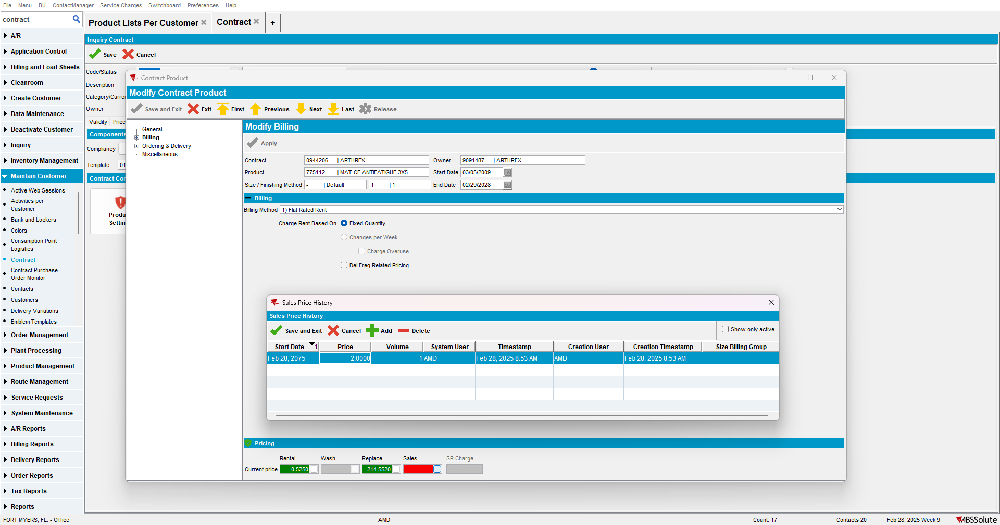 File Menu BU ContactManager Service Charges Switchboard Preferences Help
contract
Product Lists Per Customer
Contract
+
A/R
Application Control
Billing and Load Sheets
Cleanroom
Create Customer
Data Maintenance
Deactivate Customer
Inquiry
Inventory Management
Maintain Customer
Active Web Sessions
Activities per
Customer
Bank and Lockers
Colors
Consumption Point
Logistics
Contract
Contract Purchase
Order Monitor
Contacts
Customers
Delivery Variations
Emblem Templates
Order Management
Plant Processing
Product Management
Route Management
Service Requests
System Maintenance
A/R Reports
Billing Reports
Delivery Reports
Order Reports
Tax Reports
Reports
Inquiry Contract
Save Cancel
Code/Status
Description
Category/Curre
Owner
Validity Price
Components
Compliancy
Template 01
Contract Cor
Produ
Settin
Contract Product
Modify Contract Product
Save and Exit Exit First Previous Next Last Release
General
Billing
Ordering & Delivery
Miscellaneous
Modify Billing
Apply
Contract 0944206 | ARTHREX Owner 9091487 | ARTHREX
Product 775112 | MAT-CF ANTIFATIGUE 3X5 Start Date 03/05/2009 16
Size / Finishing Method - | Default 1 | 1 End Date 02/29/2028 16
Billing
Billing Method 1) Flat Rated Rent
Charge Rent Based On Fixed Quantity
Changes per Week
Charge Overuse
Del Freq Related Pricing
Sales Price History
Sales Price History
Save and Exit Cancel Add Delete Show only active
Start Date 1 Price Volume System User Timestamp Creation User Creation Timestamp Size Billing Group
Feb 28, 2075 2.0000 1 AMD Feb 28, 2025 8:53 AM AMD Feb 28, 2025 8:53 AM
Pricing
Rental Wash Replace Sales SR Charge
Current price 0.5250 ... ... 214.5520 ... ...
FORT MYERS, FL. - Office AMD Count: 17 Contacts 20 Feb 28, 2025 Week 9 ABSSolute